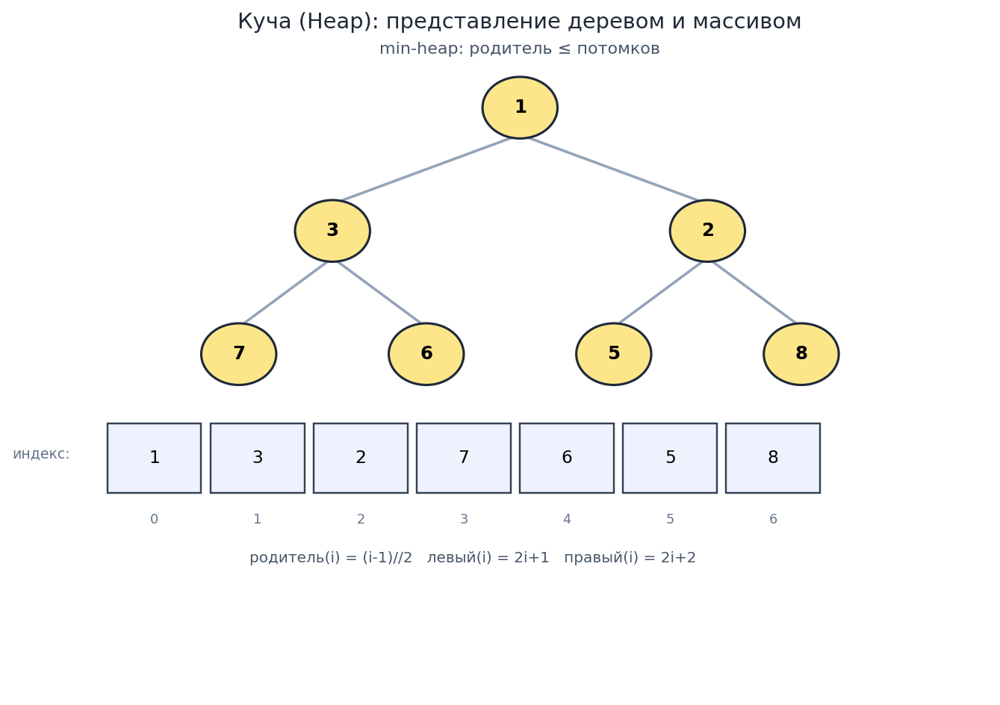 Куча (Heap): представление деревом и массивом
min-heap: родитель ≤ потомков
1
3 2
7 6 5 8
индекс: 1 3 2 7 6 5 8
0 1 2 3 4 5 6
родитель(i) = (i-1)//2 левый(i) = 2i+1 правый(i) = 2i+2